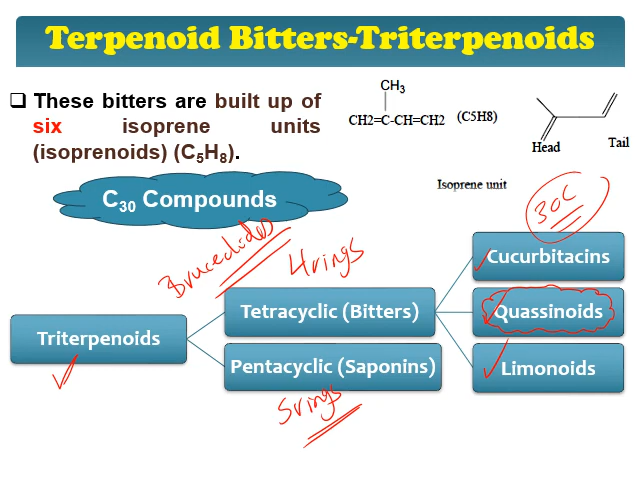 Terpenoid Bitters-Triterpenoids
❑ These bitters are built up of
six isoprene units
(isoprenoids) (C₅H₈).
CH₃
CH2=C-CH=CH2 (C5H8)
Head
Tail
Isoprene unit
C₃₀ Compounds
30C
4rings
Cucurbitacins
Tetracyclic (Bitters)
Quassinoids
Triterpenoids
Pentacyclic (Saponins)
Limonoids
5rings